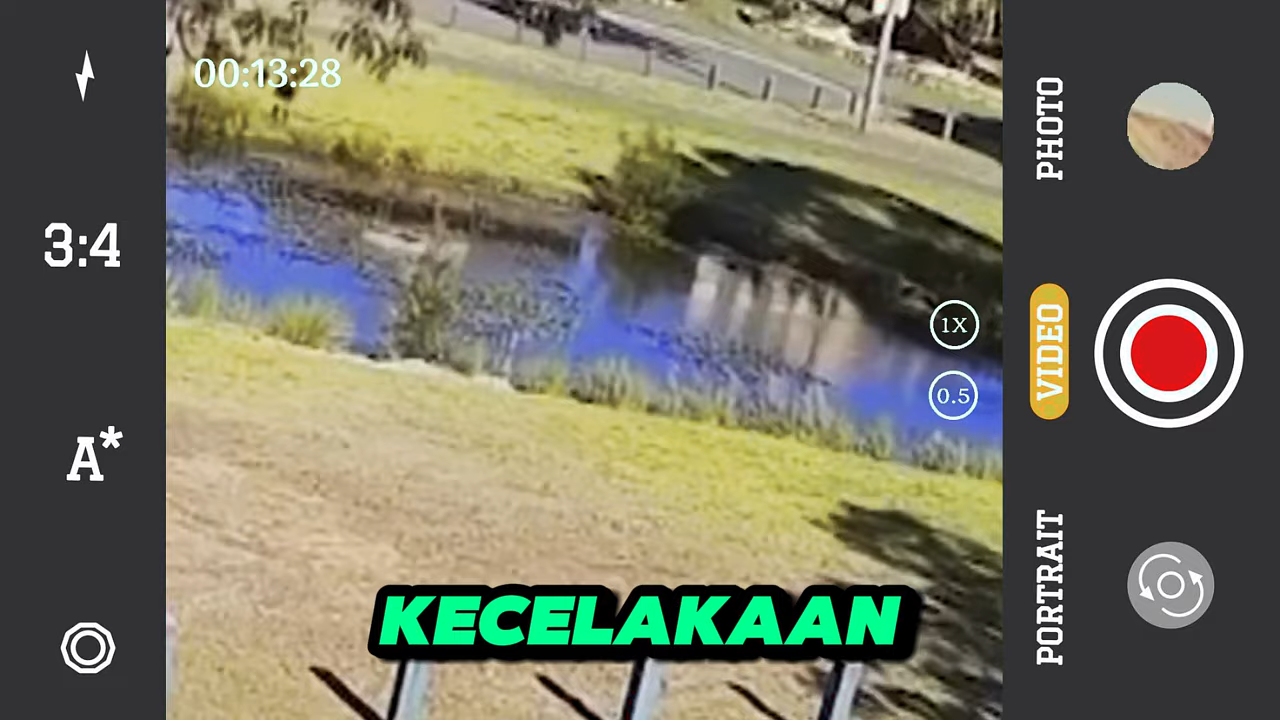 00:13:28
3:4
A*
1X
0.5
PHOTO
VIDEO
PORTRAIT
KECELAKAAN